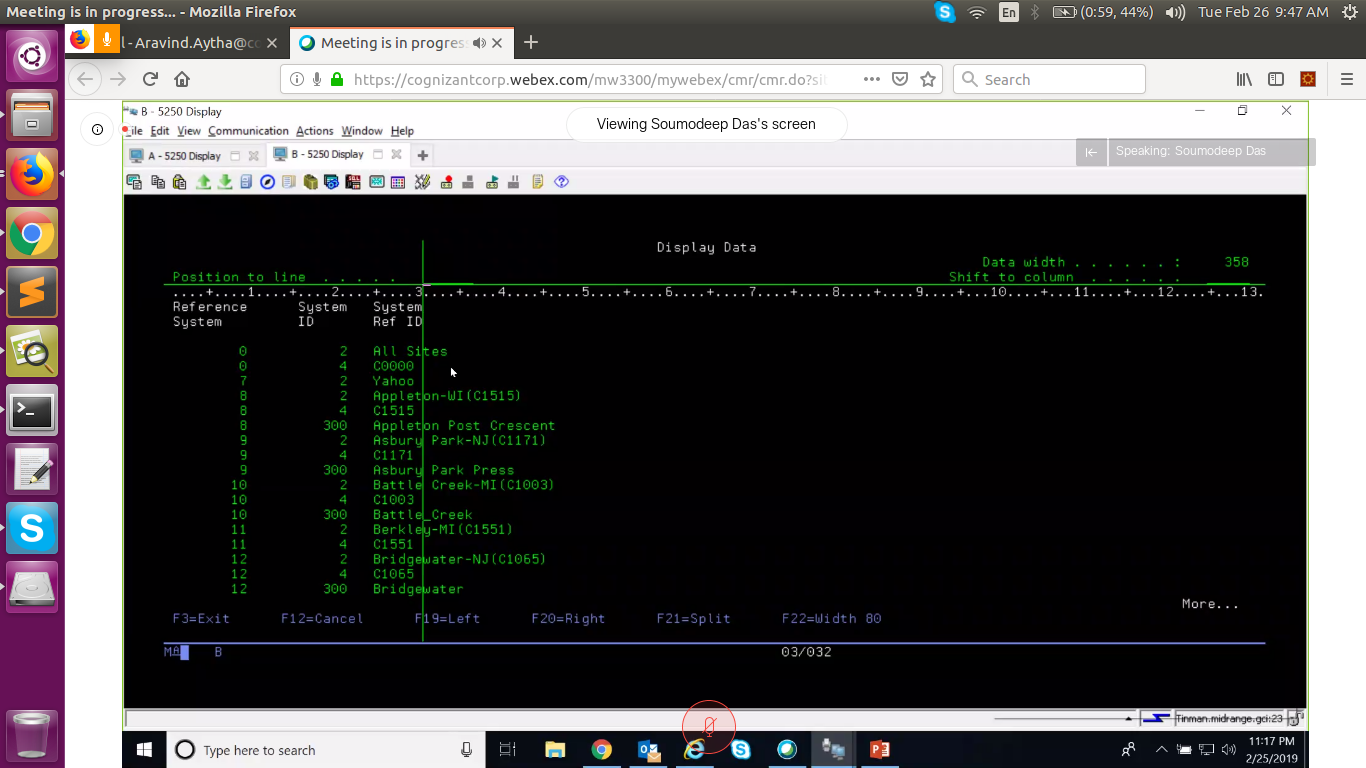 Meeting is in progress... - Mozilla Firefox
En
(0:59, 44%)
Tue Feb 26 9:47 AM
l - Aravind.Aytha@co
Meeting is in progress
https://cognizantcorp.webex.com/mw3300/mywebex/cmr/cmr.do?sit
Search
B - 5250 Display
Viewing Soumodeep Das's screen
File Edit View Communication Actions Window Help
Speaking: Soumodeep Das
A - 5250 Display
B - 5250 Display
Display Data
Data width . . . . . . : 358
Position to line . . . . .
Shift to column . . . . . .
....+....1....+....2....+....3....+....4....+....5....+....6....+....7....+....8....+....9....+...10....+...11....+...12....+...13.
Reference System System
System ID Ref ID
0 2 All Sites
0 4 C0000
7 2 Yahoo
8 2 Appleton-WI(C1515)
8 4 C1515
8 300 Appleton Post Crescent
9 2 Asbury Park-NJ(C1171)
9 4 C1171
9 300 Asbury Park Press
10 2 Battle Creek-MI(C1003)
10 4 C1003
10 300 Battle_Creek
11 2 Berkley-MI(C1551)
11 4 C1551
12 2 Bridgewater-NJ(C1065)
12 4 C1065
12 300 Bridgewater
More...
F3=Exit F12=Cancel F19=Left F20=Right F21=Split F22=Width 80
B 03/032
Tinman.midrange.gci:23
Type here to search
11:17 PM
2/25/2019